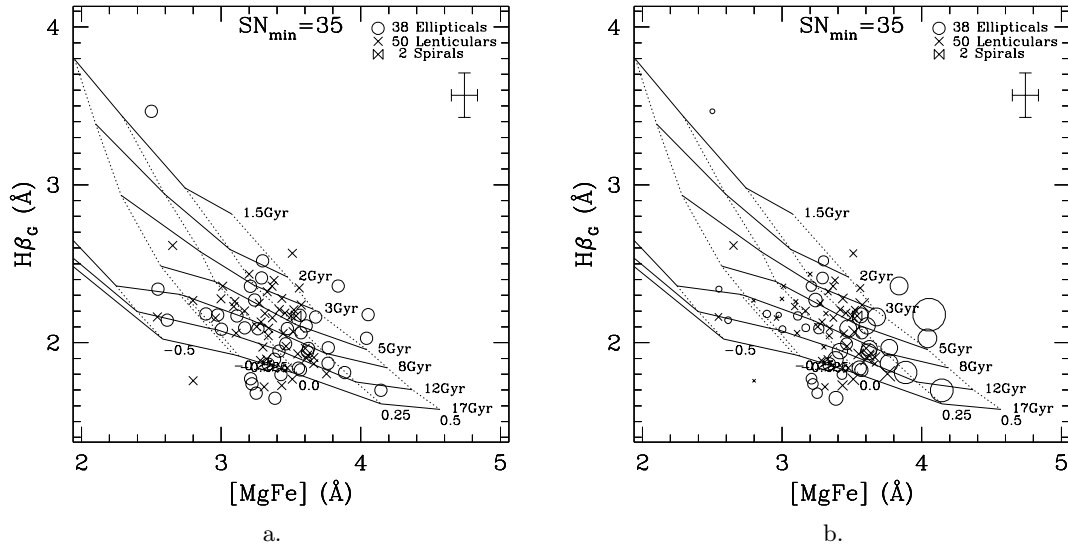 SN_min=35
38 Ellipticals
50 Lenticulars
2 Spirals
4
3
2
Hβ_G (Å)
1.5Gyr
2Gyr
3Gyr
5Gyr
8Gyr
12Gyr
17Gyr
−0.5
0.0
0.25
0.5
2 3 4 5
[MgFe] (Å)
a.
SN_min=35
38 Ellipticals
50 Lenticulars
2 Spirals
4
3
2
Hβ_G (Å)
1.5Gyr
2Gyr
3Gyr
5Gyr
8Gyr
12Gyr
17Gyr
−0.5
0.0
0.25
0.5
2 3 4 5
[MgFe] (Å)
b.